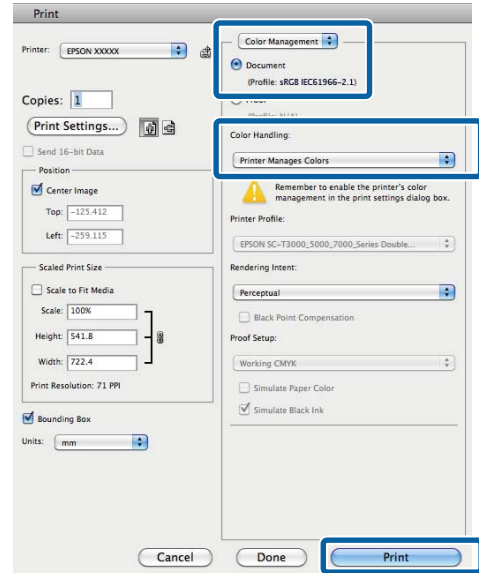 Print
Printer: EPSON XXXXX
Copies: 1
Print Settings...
Send 16-bit Data
Position
Center Image
Top: -125.412
Left: -259.115
Scaled Print Size
Scale to Fit Media
Scale: 100%
Height: 541.8
Width: 722.4
Print Resolution: 71 PPI
Bounding Box
Units: mm
Color Management
Document
(Profile: sRGB IEC61966-2.1)
Color Handling:
Printer Manages Colors
Remember to enable the printer's color
management in the print settings dialog box.
Printer Profile:
EPSON SC-T3000_5000_7000_Series Double...
Rendering Intent:
Perceptual
Black Point Compensation
Proof Setup:
Working CMYK
Simulate Paper Color
Simulate Black Ink
Cancel
Done
Print